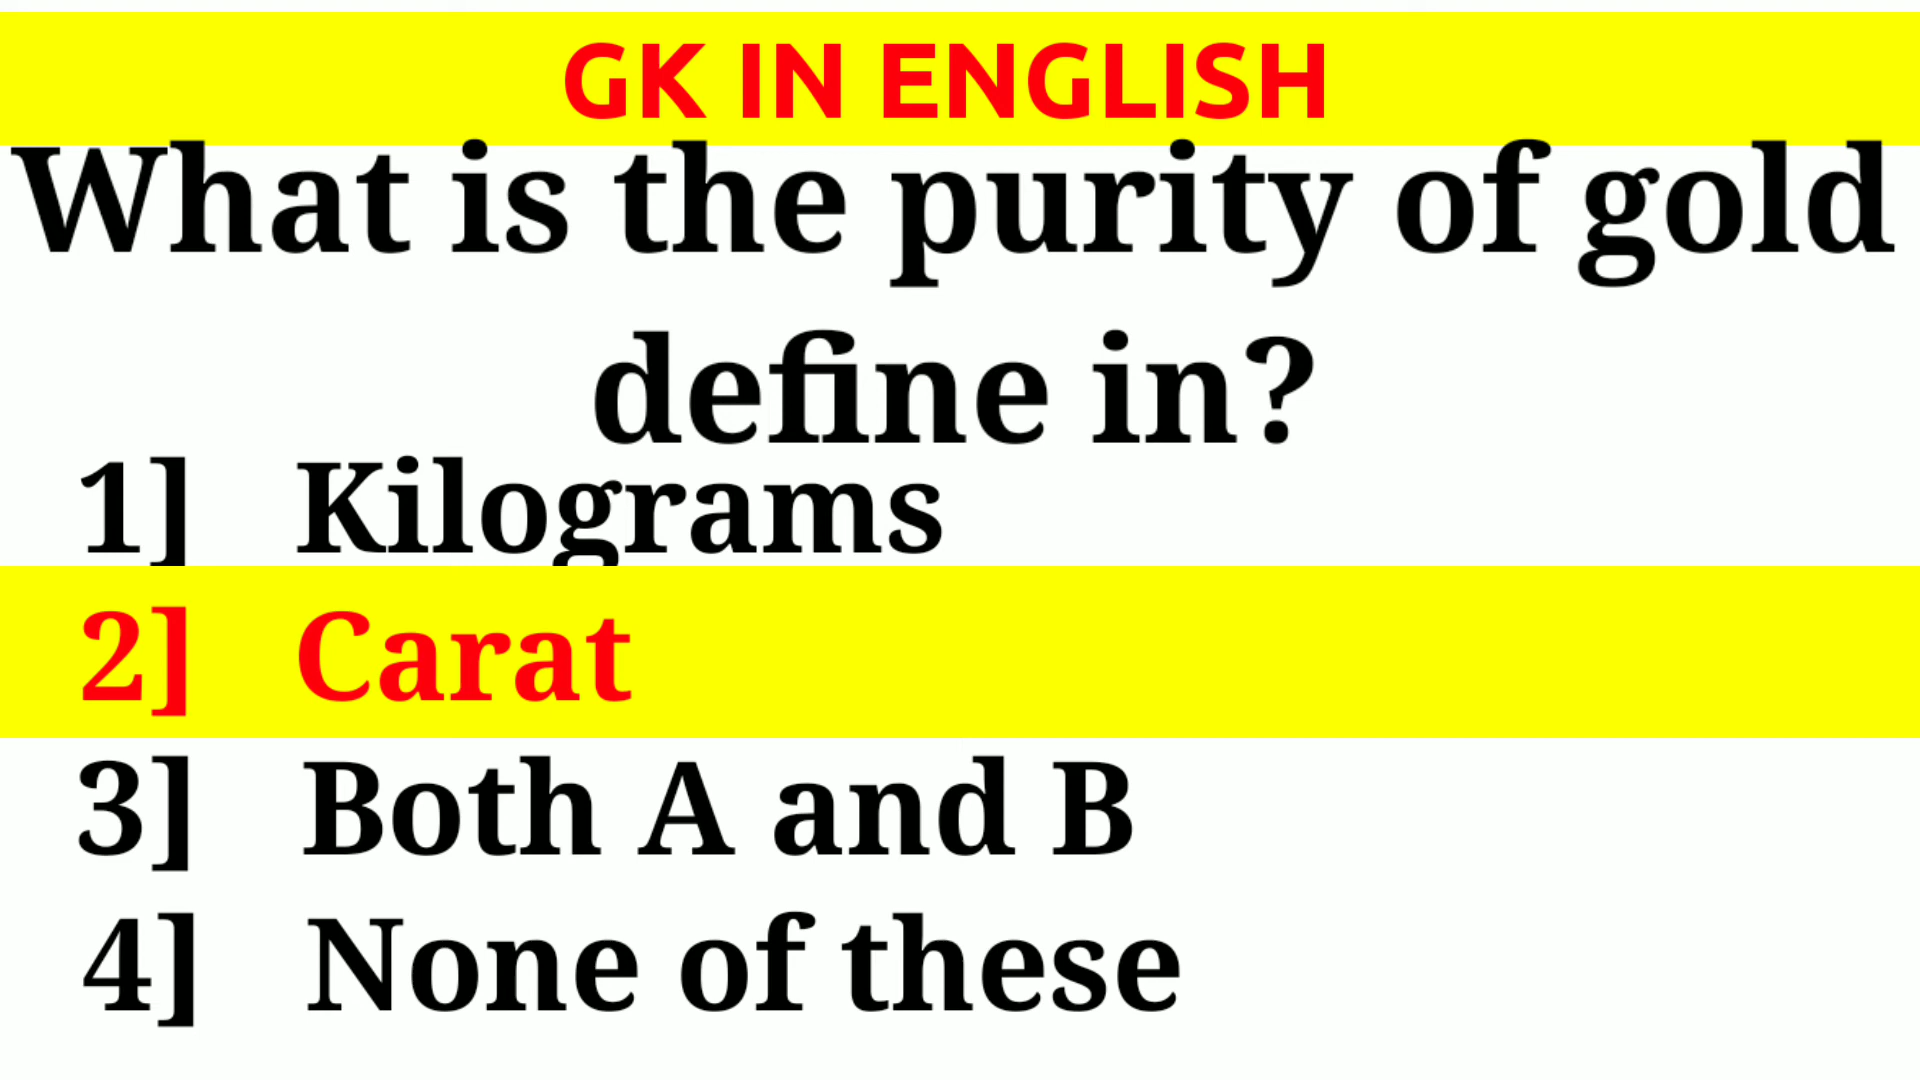 GK IN ENGLISH
What is the purity of gold
define in?
1] Kilograms
2] Carat
3] Both A and B
4] None of these